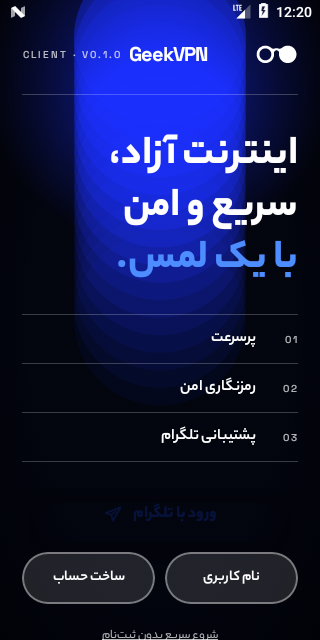 LTE 12:20
CLIENT · V0.1.0 GeekVPN
اینترنت آزاد،
سریع و امن
با یک لمس.
01 پرسرعت
02 رمزنگاری امن
03 پشتیبانی تلگرام
ورود با تلگرام
نام کاربری
ساخت حساب
شروع سریع بدون ثبت‌نام